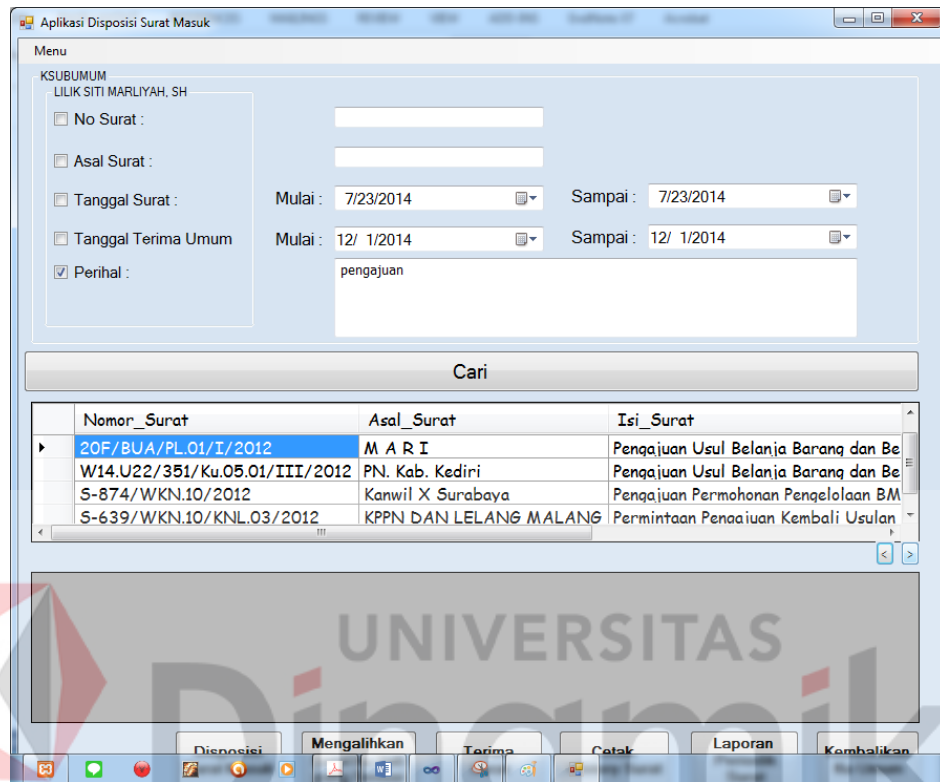 Aplikasi Disposisi Surat Masuk
Menu
KSUBUMUM
LILIK SITI MARLIYAH, SH
No Surat :
Asal Surat :
Tanggal Surat : Mulai : 7/23/2014 Sampai : 7/23/2014
Tanggal Terima Umum Mulai : 12/ 1/2014 Sampai : 12/ 1/2014
Perihal : pengajuan
Cari
Nomor_Surat Asal_Surat Isi_Surat
20F/BUA/PL.01/I/2012 M A R I Pengajuan Usul Belanja Barang dan Be
W14.U22/351/Ku.05.01/III/2012 PN. Kab. Kediri Pengajuan Usul Belanja Barang dan Be
S-874/WKN.10/2012 Kanwil X Surabaya Pengajuan Permohonan Pengelolaan BM
S-639/WKN.10/KNL.03/2012 KPPN DAN LELANG MALANG Permintaan Pengajuan Kembali Usulan
< >
UNIVERSITAS
Dinamik
Disposisi Mengalihkan Terima Cetak Laporan Kembalikan